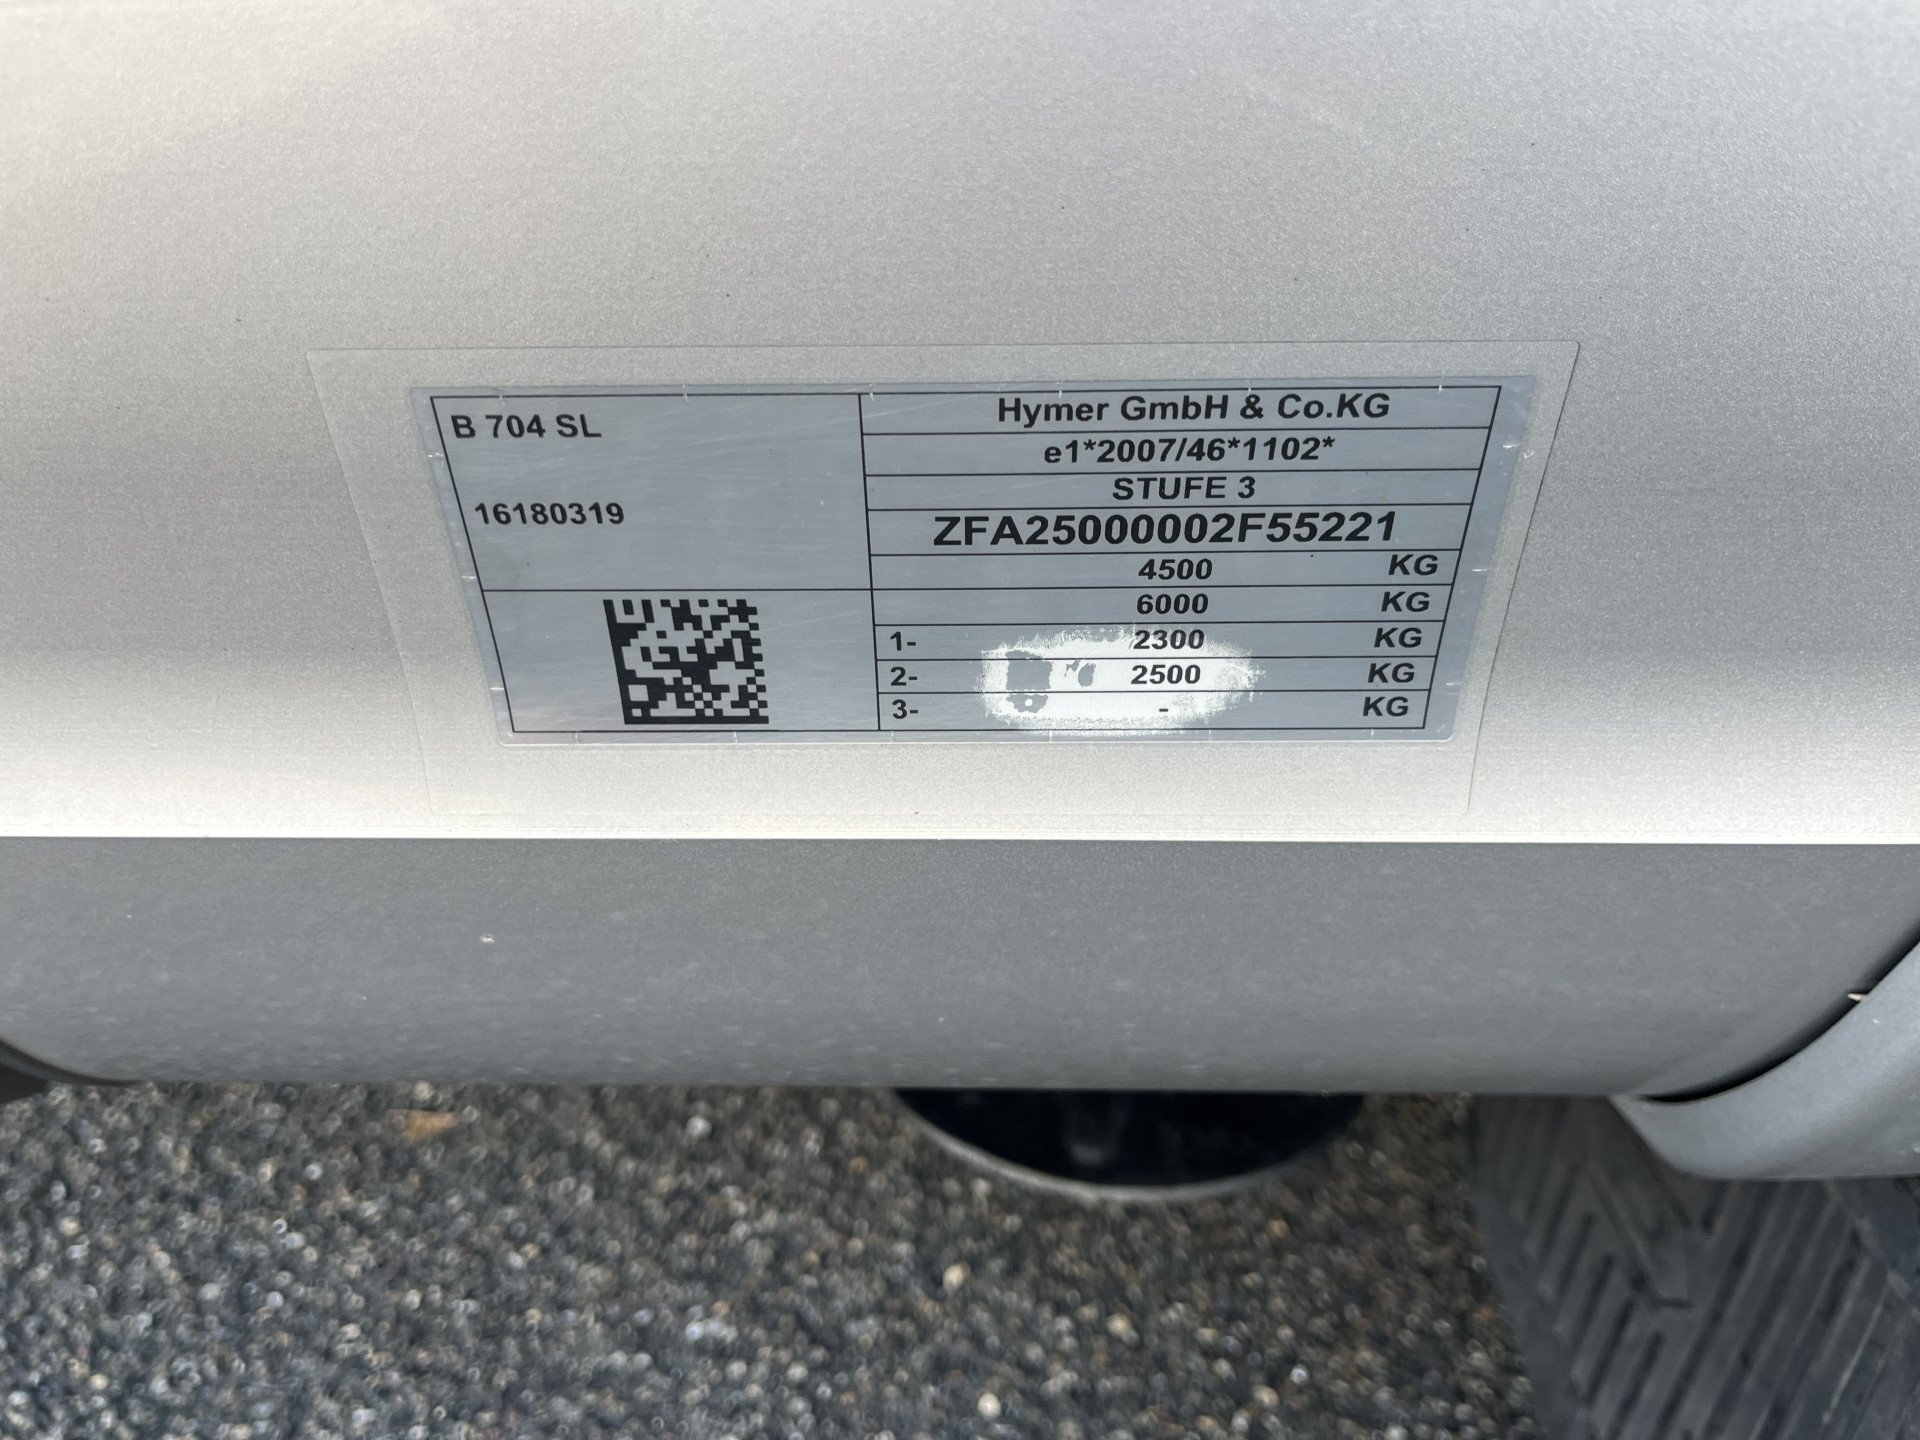 B 704 SL
16180319
Hymer GmbH & Co.KG
e1*2007/46*1102*
STUFE 3
ZFA25000002F55221
4500 KG
6000 KG
1- 2300 KG
2- 2500 KG
3- - KG